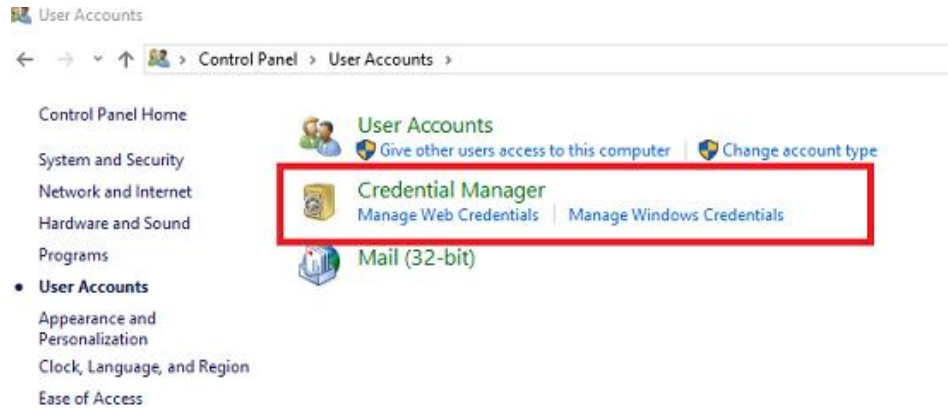 User Accounts
Control Panel > User Accounts >
Control Panel Home
System and Security
Network and Internet
Hardware and Sound
Programs
User Accounts
Appearance and
Personalization
Clock, Language, and Region
Ease of Access
User Accounts
Give other users access to this computer Change account type
Credential Manager
Manage Web Credentials Manage Windows Credentials
Mail (32-bit)